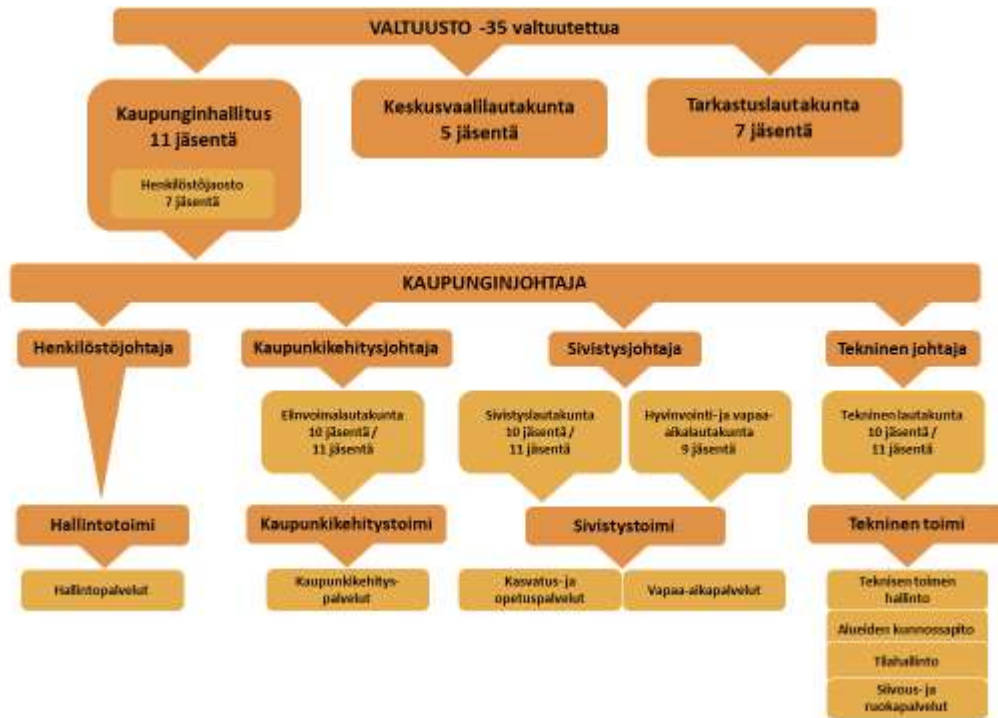 VALTUUSTO -35 valtuutettua
Kaupunginhallitus
11 jäsentä
Henkilöstöjaosto
7 jäsentä
Keskusvaalilautakunta
5 jäsentä
Tarkastuslautakunta
7 jäsentä
KAUPUNGINJOHTAJA
Henkilöstöjohtaja
Kaupunkikehitysjohtaja
Sivistysjohtaja
Tekninen johtaja
Elinvoimalautakunta
10 jäsentä /
11 jäsentä
Sivistyslautakunta
10 jäsentä /
11 jäsentä
Hyvinvointi- ja vapaa-
aikalautakunta
9 jäsentä
Tekninen lautakunta
10 jäsentä /
11 jäsentä
Hallintotoimi
Kaupunkikehitystoimi
Sivistystoimi
Tekninen toimi
Hallintopalvelut
Kaupunkikehitys-
palvelut
Kasvatus- ja
opetuspalvelut
Vapaa-aikapalvelut
Teknisen toimen
hallinto
Alueiden kunnossapito
Tilahallinto
Siivous- ja
ruokapalvelut